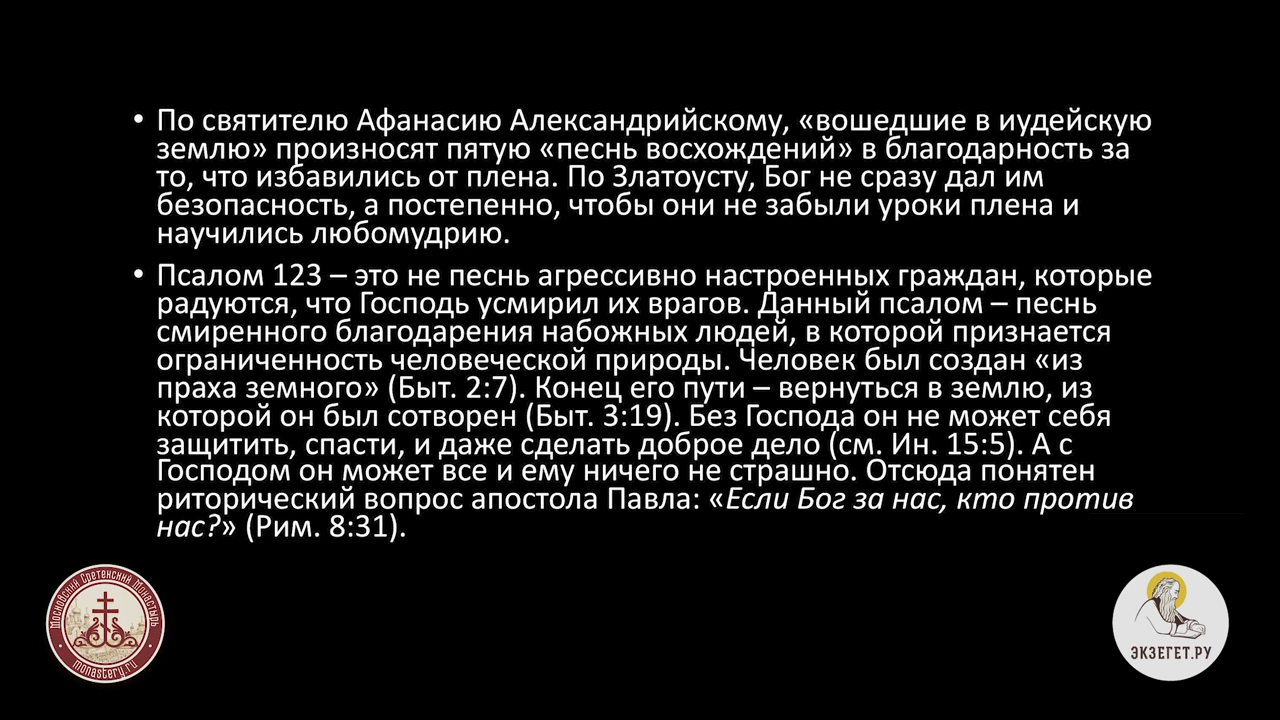 • По святителю Афанасию Александрийскому, «вошедшие в иудейскую
землю» произносят пятую «песнь восхождений» в благодарность за
то, что избавились от плена. По Златоусту, Бог не сразу дал им
безопасность, а постепенно, чтобы они не забыли уроки плена и
научились любомудрию.
• Псалом 123 – это не песнь агрессивно настроенных граждан, которые
радуются, что Господь усмирил их врагов. Данный псалом – песнь
смиренного благодарения набожных людей, в которой признается
ограниченность человеческой природы. Человек был создан «из
праха земного» (Быт. 2:7). Конец его пути – вернуться в землю, из
которой он был сотворен (Быт. 3:19). Без Господа он не может себя
защитить, спасти, и даже сделать доброе дело (см. Ин. 15:5). А с
Господом он может все и ему ничего не страшно. Отсюда понятен
риторический вопрос апостола Павла: «Если Бог за нас, кто против
нас?» (Рим. 8:31).
Московский Сретенский Монастырь
monastery.ru
ЭКЗЕГЕТ.РУ